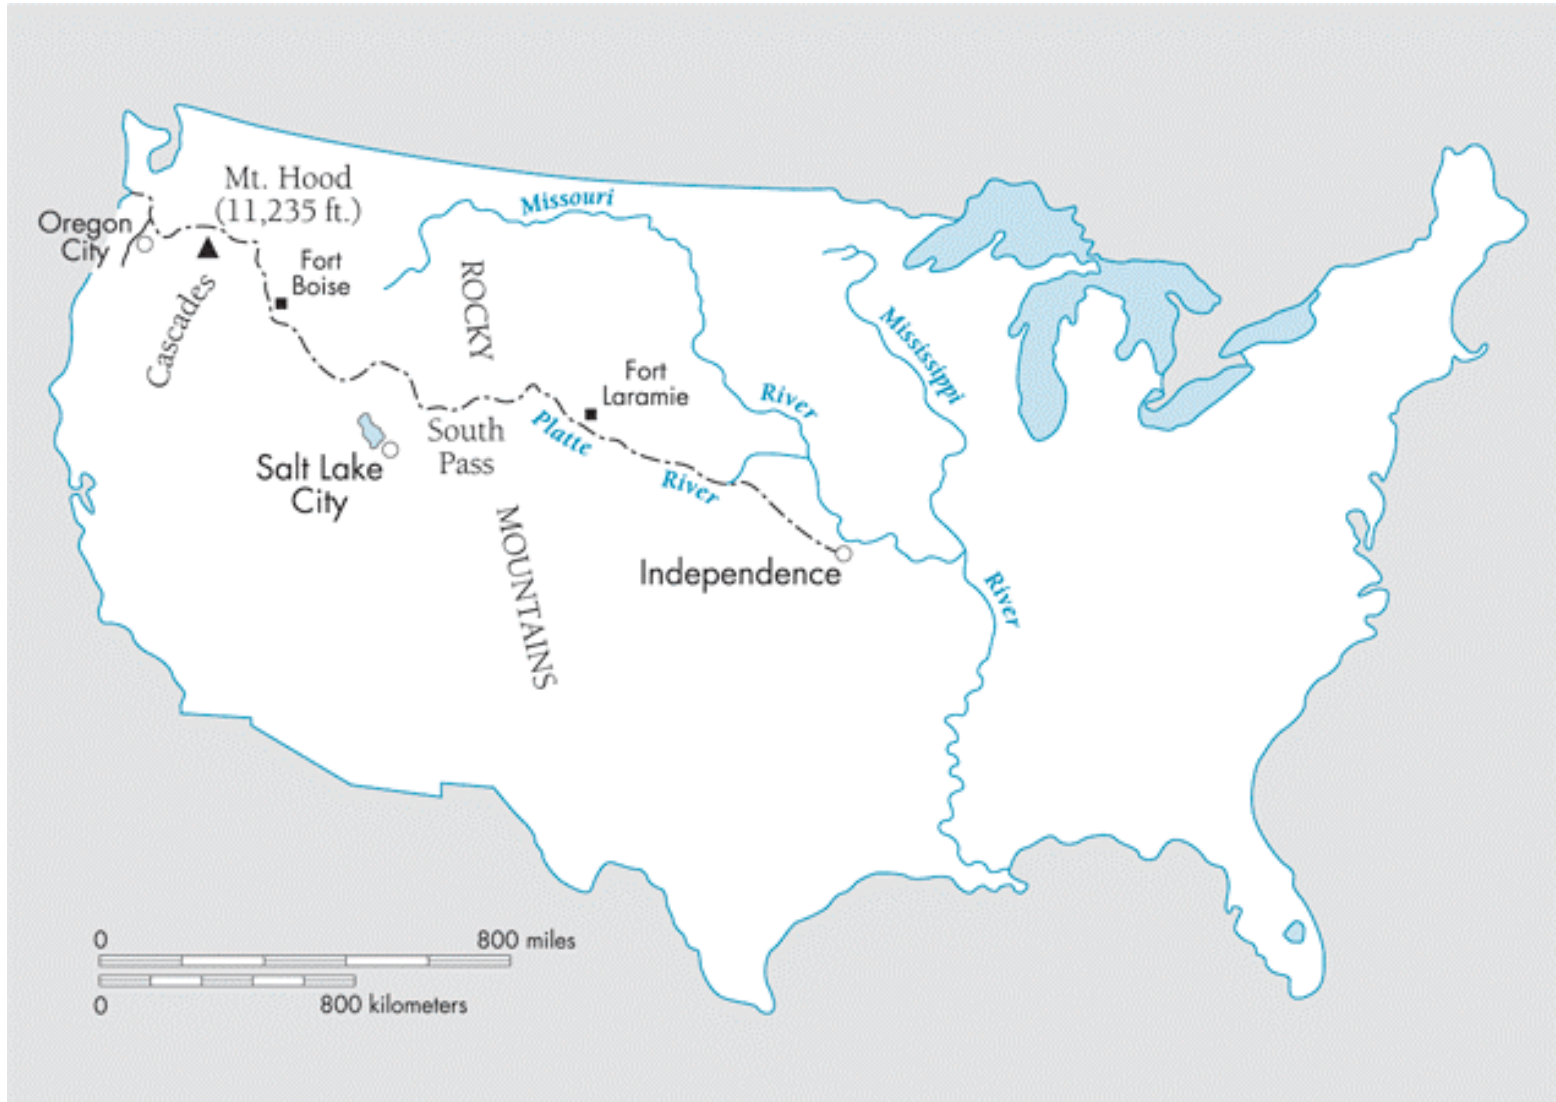 Missouri
Mt. Hood
(11,235 ft.)
Oregon
City
Fort
Boise
ROCKY
Cascades
Mississippi
Fort
Laramie
River
Platte
River
South
Pass
Salt Lake
City
MOUNTAINS
Independence
River
0
800 miles
0
800 kilometers